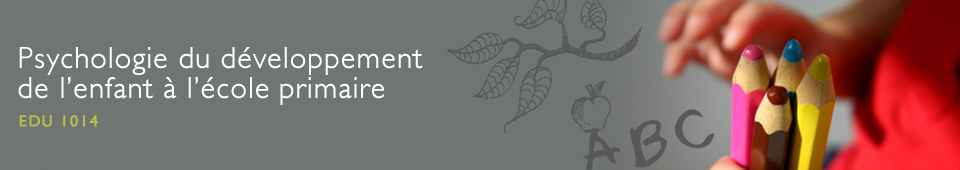 Psychologie du développement
de l'enfant à l'école primaire
EDU 1014
ABC